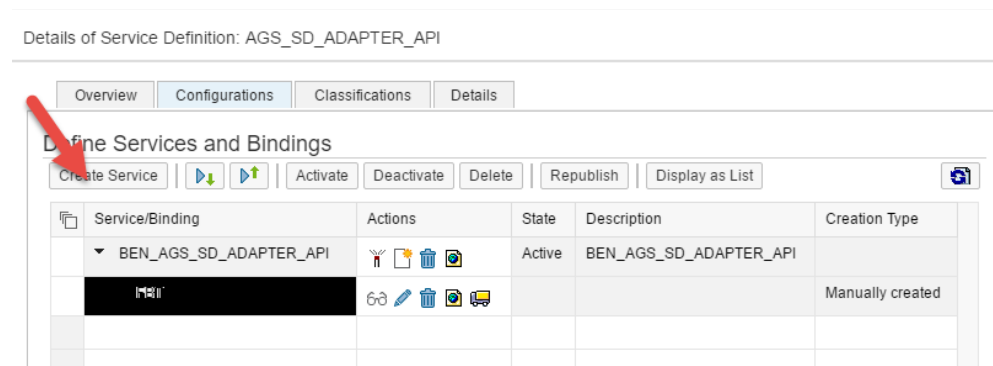 Details of Service Definition: AGS_SD_ADAPTER_API
Overview Configurations Classifications Details
Define Services and Bindings
Create Service Activate Deactivate Delete Republish Display as List
Service/Binding Actions State Description Creation Type
BEN_AGS_SD_ADAPTER_API Active BEN_AGS_SD_ADAPTER_API
Manually created